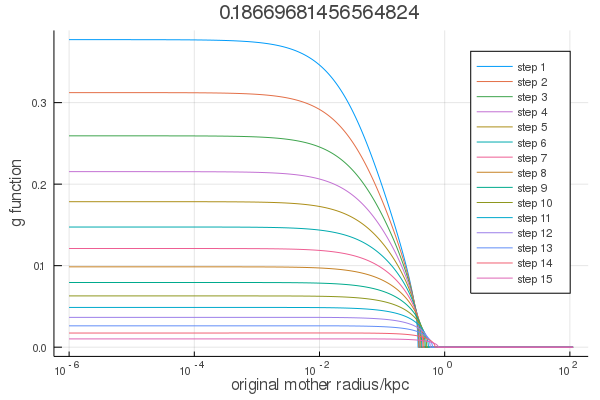 0.18669681456564824
g function
0.3
0.2
0.1
0.0
10^-6
10^-4
10^-2
10^0
10^2
original mother radius/kpc
step 1
step 2
step 3
step 4
step 5
step 6
step 7
step 8
step 9
step 10
step 11
step 12
step 13
step 14
step 15